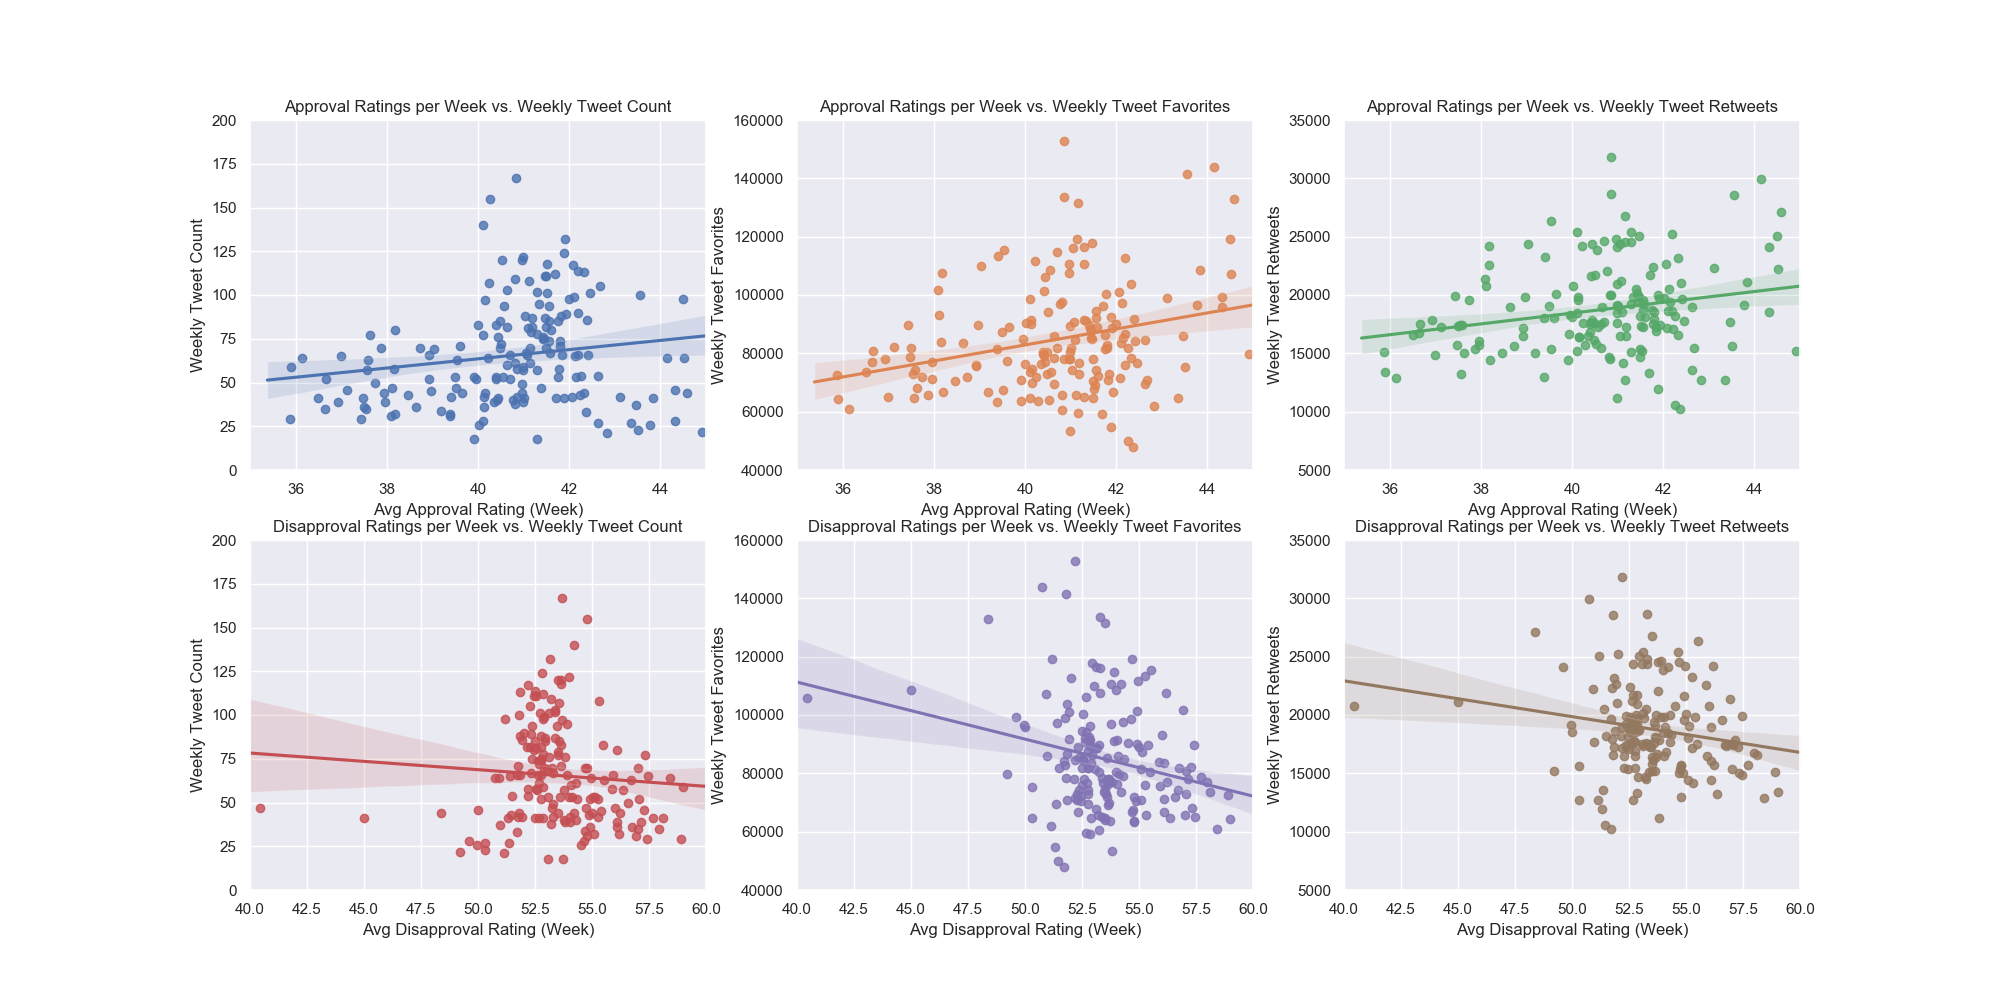 Approval Ratings per Week vs. Weekly Tweet Count
200
175
150
125
100
75
50
25
0
Weekly Tweet Count
36 38 40 42 44
Avg Approval Rating (Week)
Approval Ratings per Week vs. Weekly Tweet Favorites
160000
140000
120000
100000
80000
60000
40000
Weekly Tweet Favorites
36 38 40 42 44
Avg Approval Rating (Week)
Approval Ratings per Week vs. Weekly Tweet Retweets
35000
30000
25000
20000
15000
10000
5000
Weekly Tweet Retweets
36 38 40 42 44
Avg Approval Rating (Week)
Disapproval Ratings per Week vs. Weekly Tweet Count
200
175
150
125
100
75
50
25
0
Weekly Tweet Count
40.0 42.5 45.0 47.5 50.0 52.5 55.0 57.5 60.0
Avg Disapproval Rating (Week)
Disapproval Ratings per Week vs. Weekly Tweet Favorites
160000
140000
120000
100000
80000
60000
40000
Weekly Tweet Favorites
40.0 42.5 45.0 47.5 50.0 52.5 55.0 57.5 60.0
Avg Disapproval Rating (Week)
Disapproval Ratings per Week vs. Weekly Tweet Retweets
35000
30000
25000
20000
15000
10000
5000
Weekly Tweet Retweets
40.0 42.5 45.0 47.5 50.0 52.5 55.0 57.5 60.0
Avg Disapproval Rating (Week)